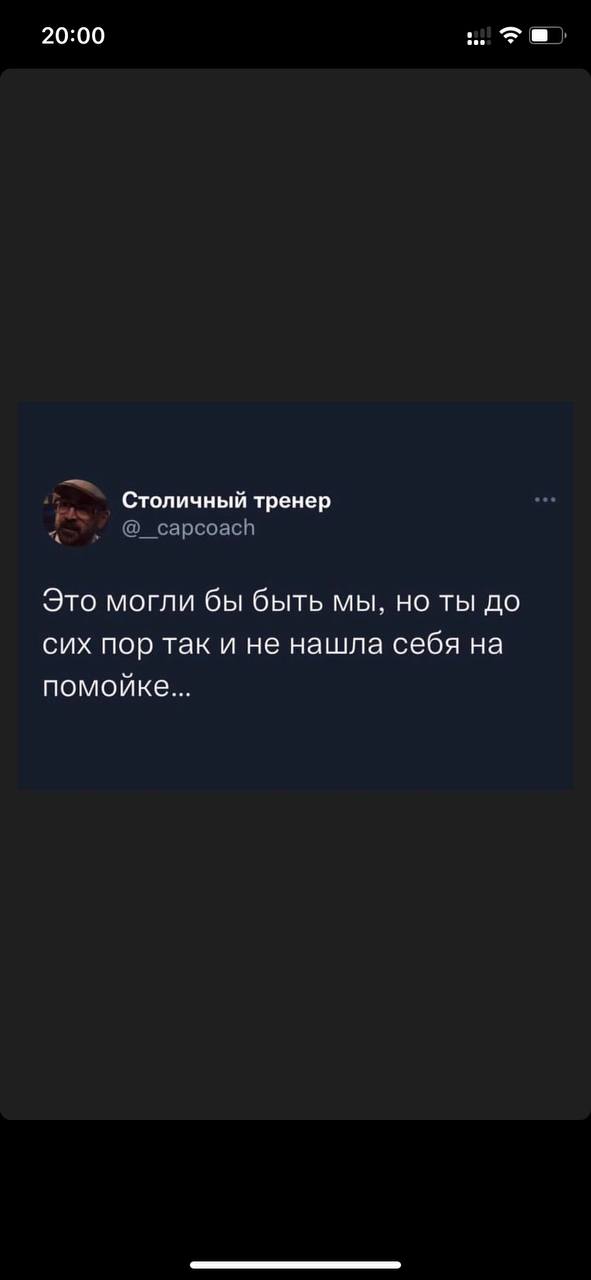 20:00
Столичный тренер
@__capcoach
Это могли бы быть мы, но ты до
сих пор так и не нашла себя на
помойке...